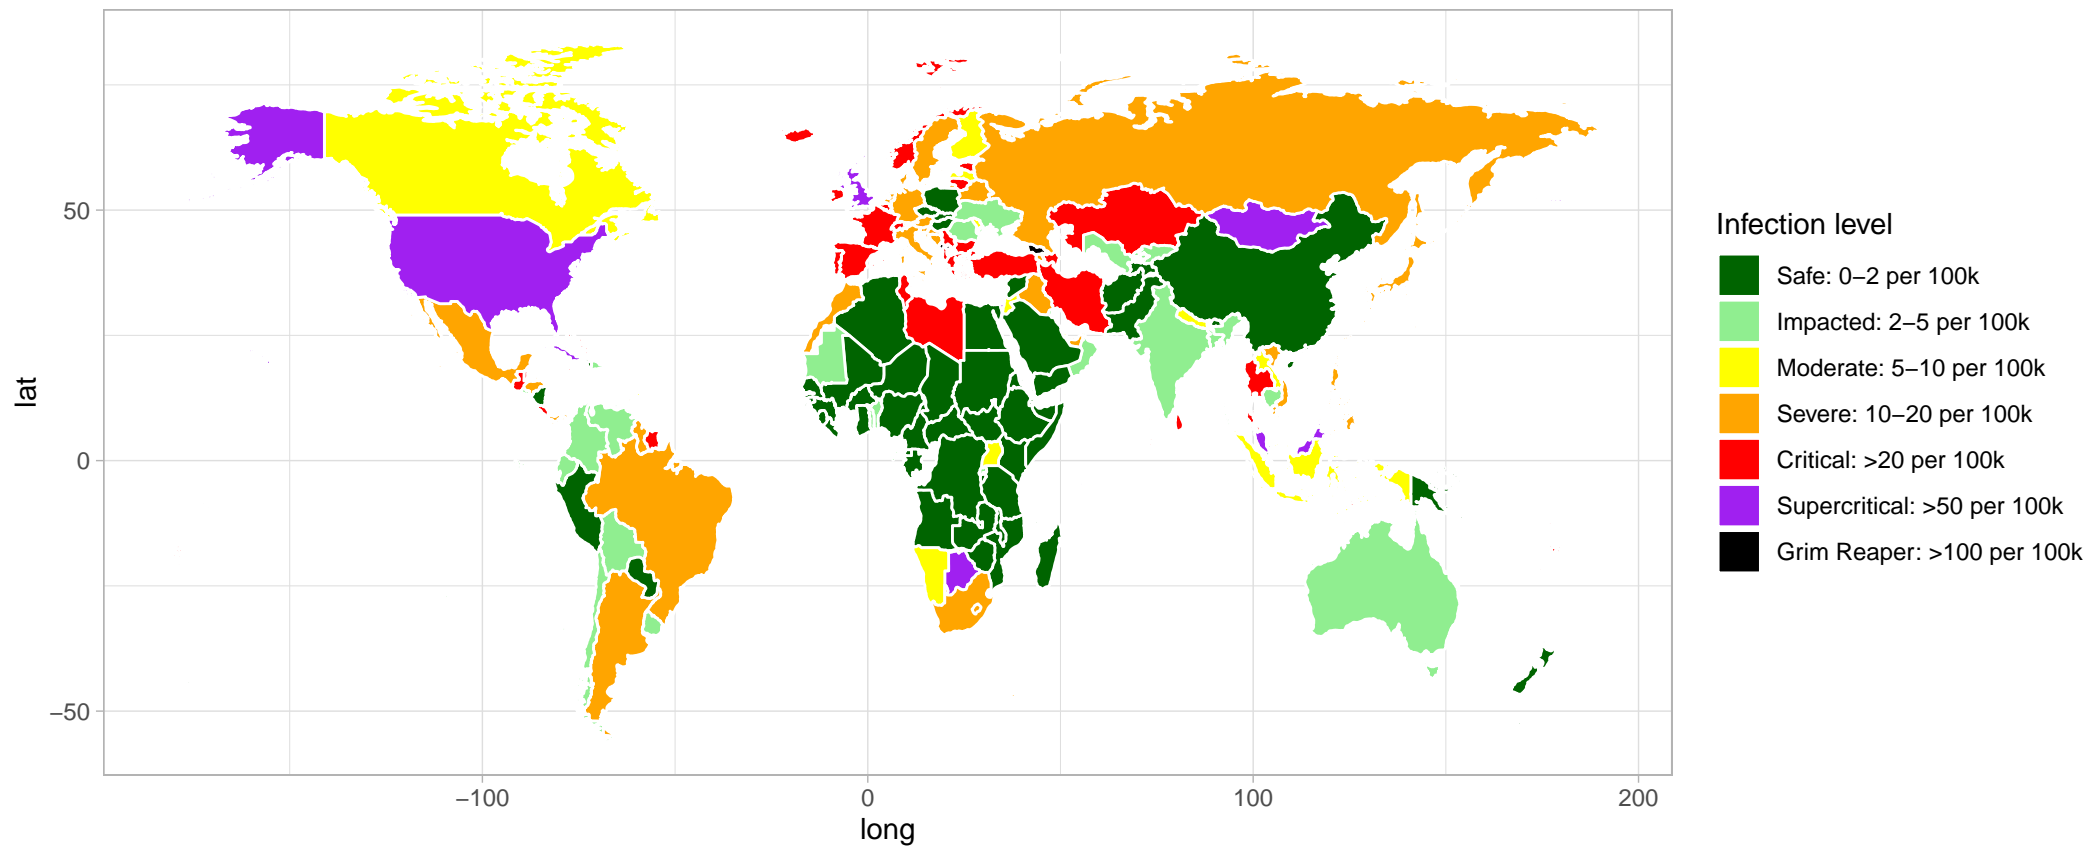 50
0
−50
lat
−100
0
100
200
long
Infection level
Safe: 0−2 per 100k
Impacted: 2−5 per 100k
Moderate: 5−10 per 100k
Severe: 10−20 per 100k
Critical: >20 per 100k
Supercritical: >50 per 100k
Grim Reaper: >100 per 100k